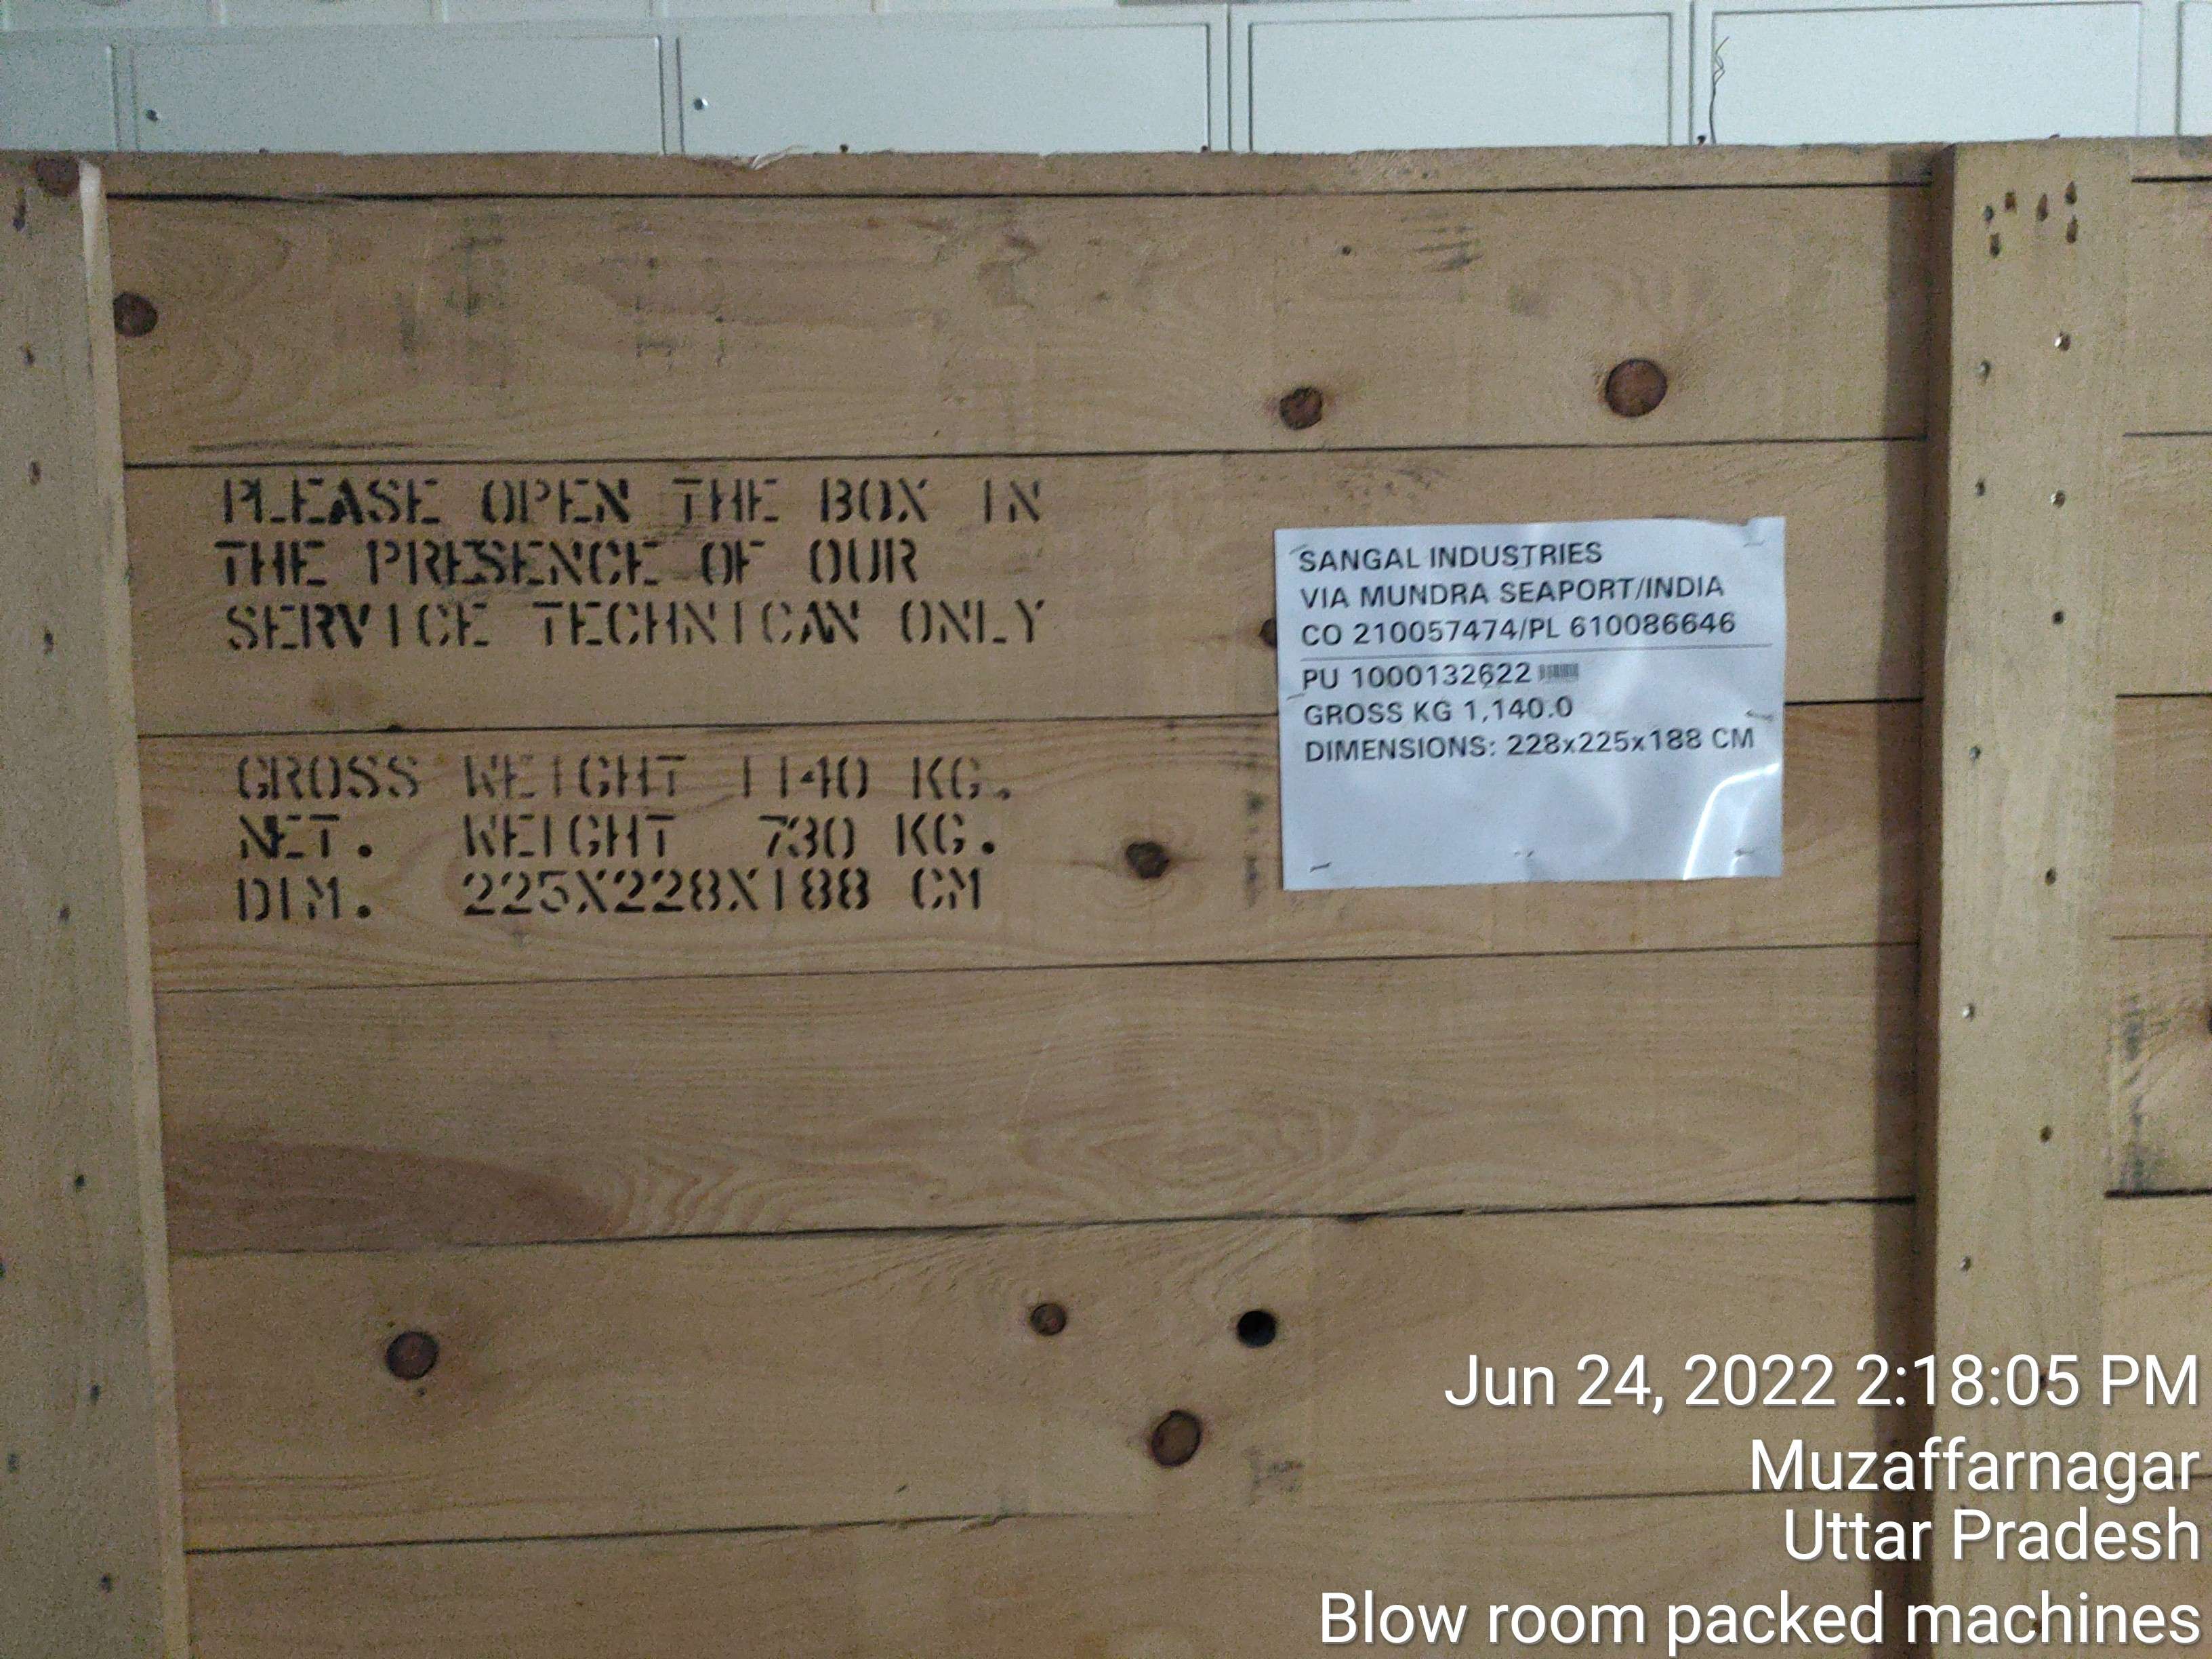 PLEASE OPEN THE BOX IN
THE PRESENCE OF OUR
SERVICE TECHNICAN ONLY
GROSS WEIGHT 1140 KG.
NET. WEIGHT 730 KG.
DIM. 225X228X188 CM
SANGAL INDUSTRIES
VIA MUNDRA SEAPORT/INDIA
CO 210057474/PL 610086646
PU 1000132622
GROSS KG 1,140.0
DIMENSIONS: 228x225x188 CM
Jun 24, 2022 2:18:05 PM
Muzaffarnagar
Uttar Pradesh
Blow room packed machines